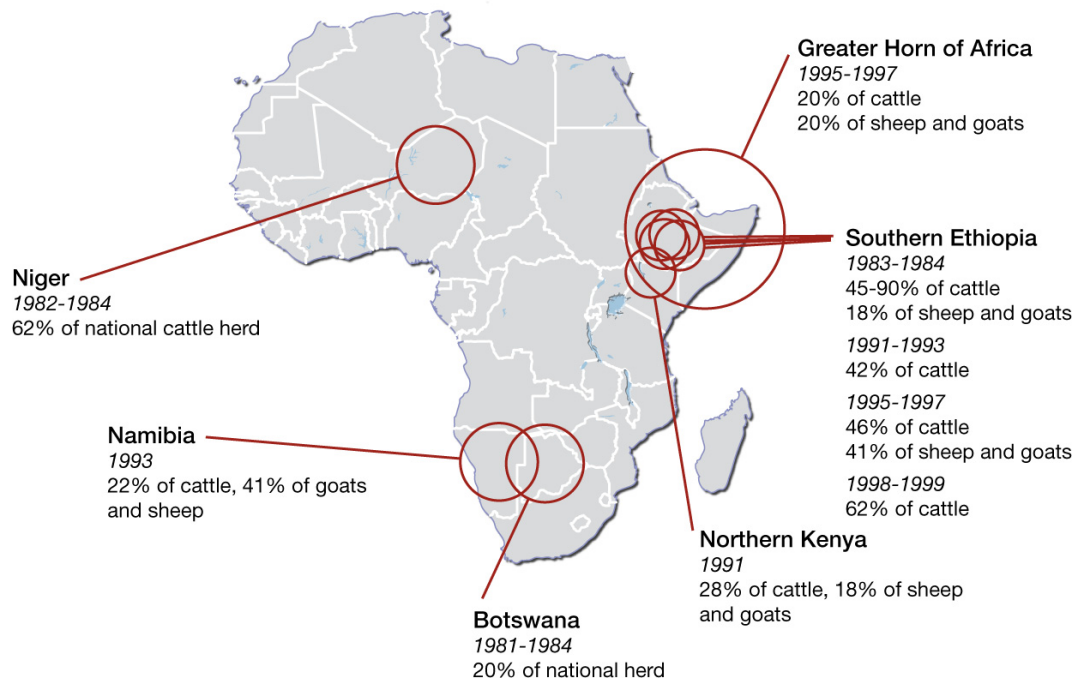 Greater Horn of Africa
1995-1997
20% of cattle
20% of sheep and goats
Southern Ethiopia
1983-1984
45-90% of cattle
18% of sheep and goats
1991-1993
42% of cattle
1995-1997
46% of cattle
41% of sheep and goats
1998-1999
62% of cattle
Niger
1982-1984
62% of national cattle herd
Namibia
1993
22% of cattle, 41% of goats
and sheep
Northern Kenya
1991
28% of cattle, 18% of sheep
and goats
Botswana
1981-1984
20% of national herd